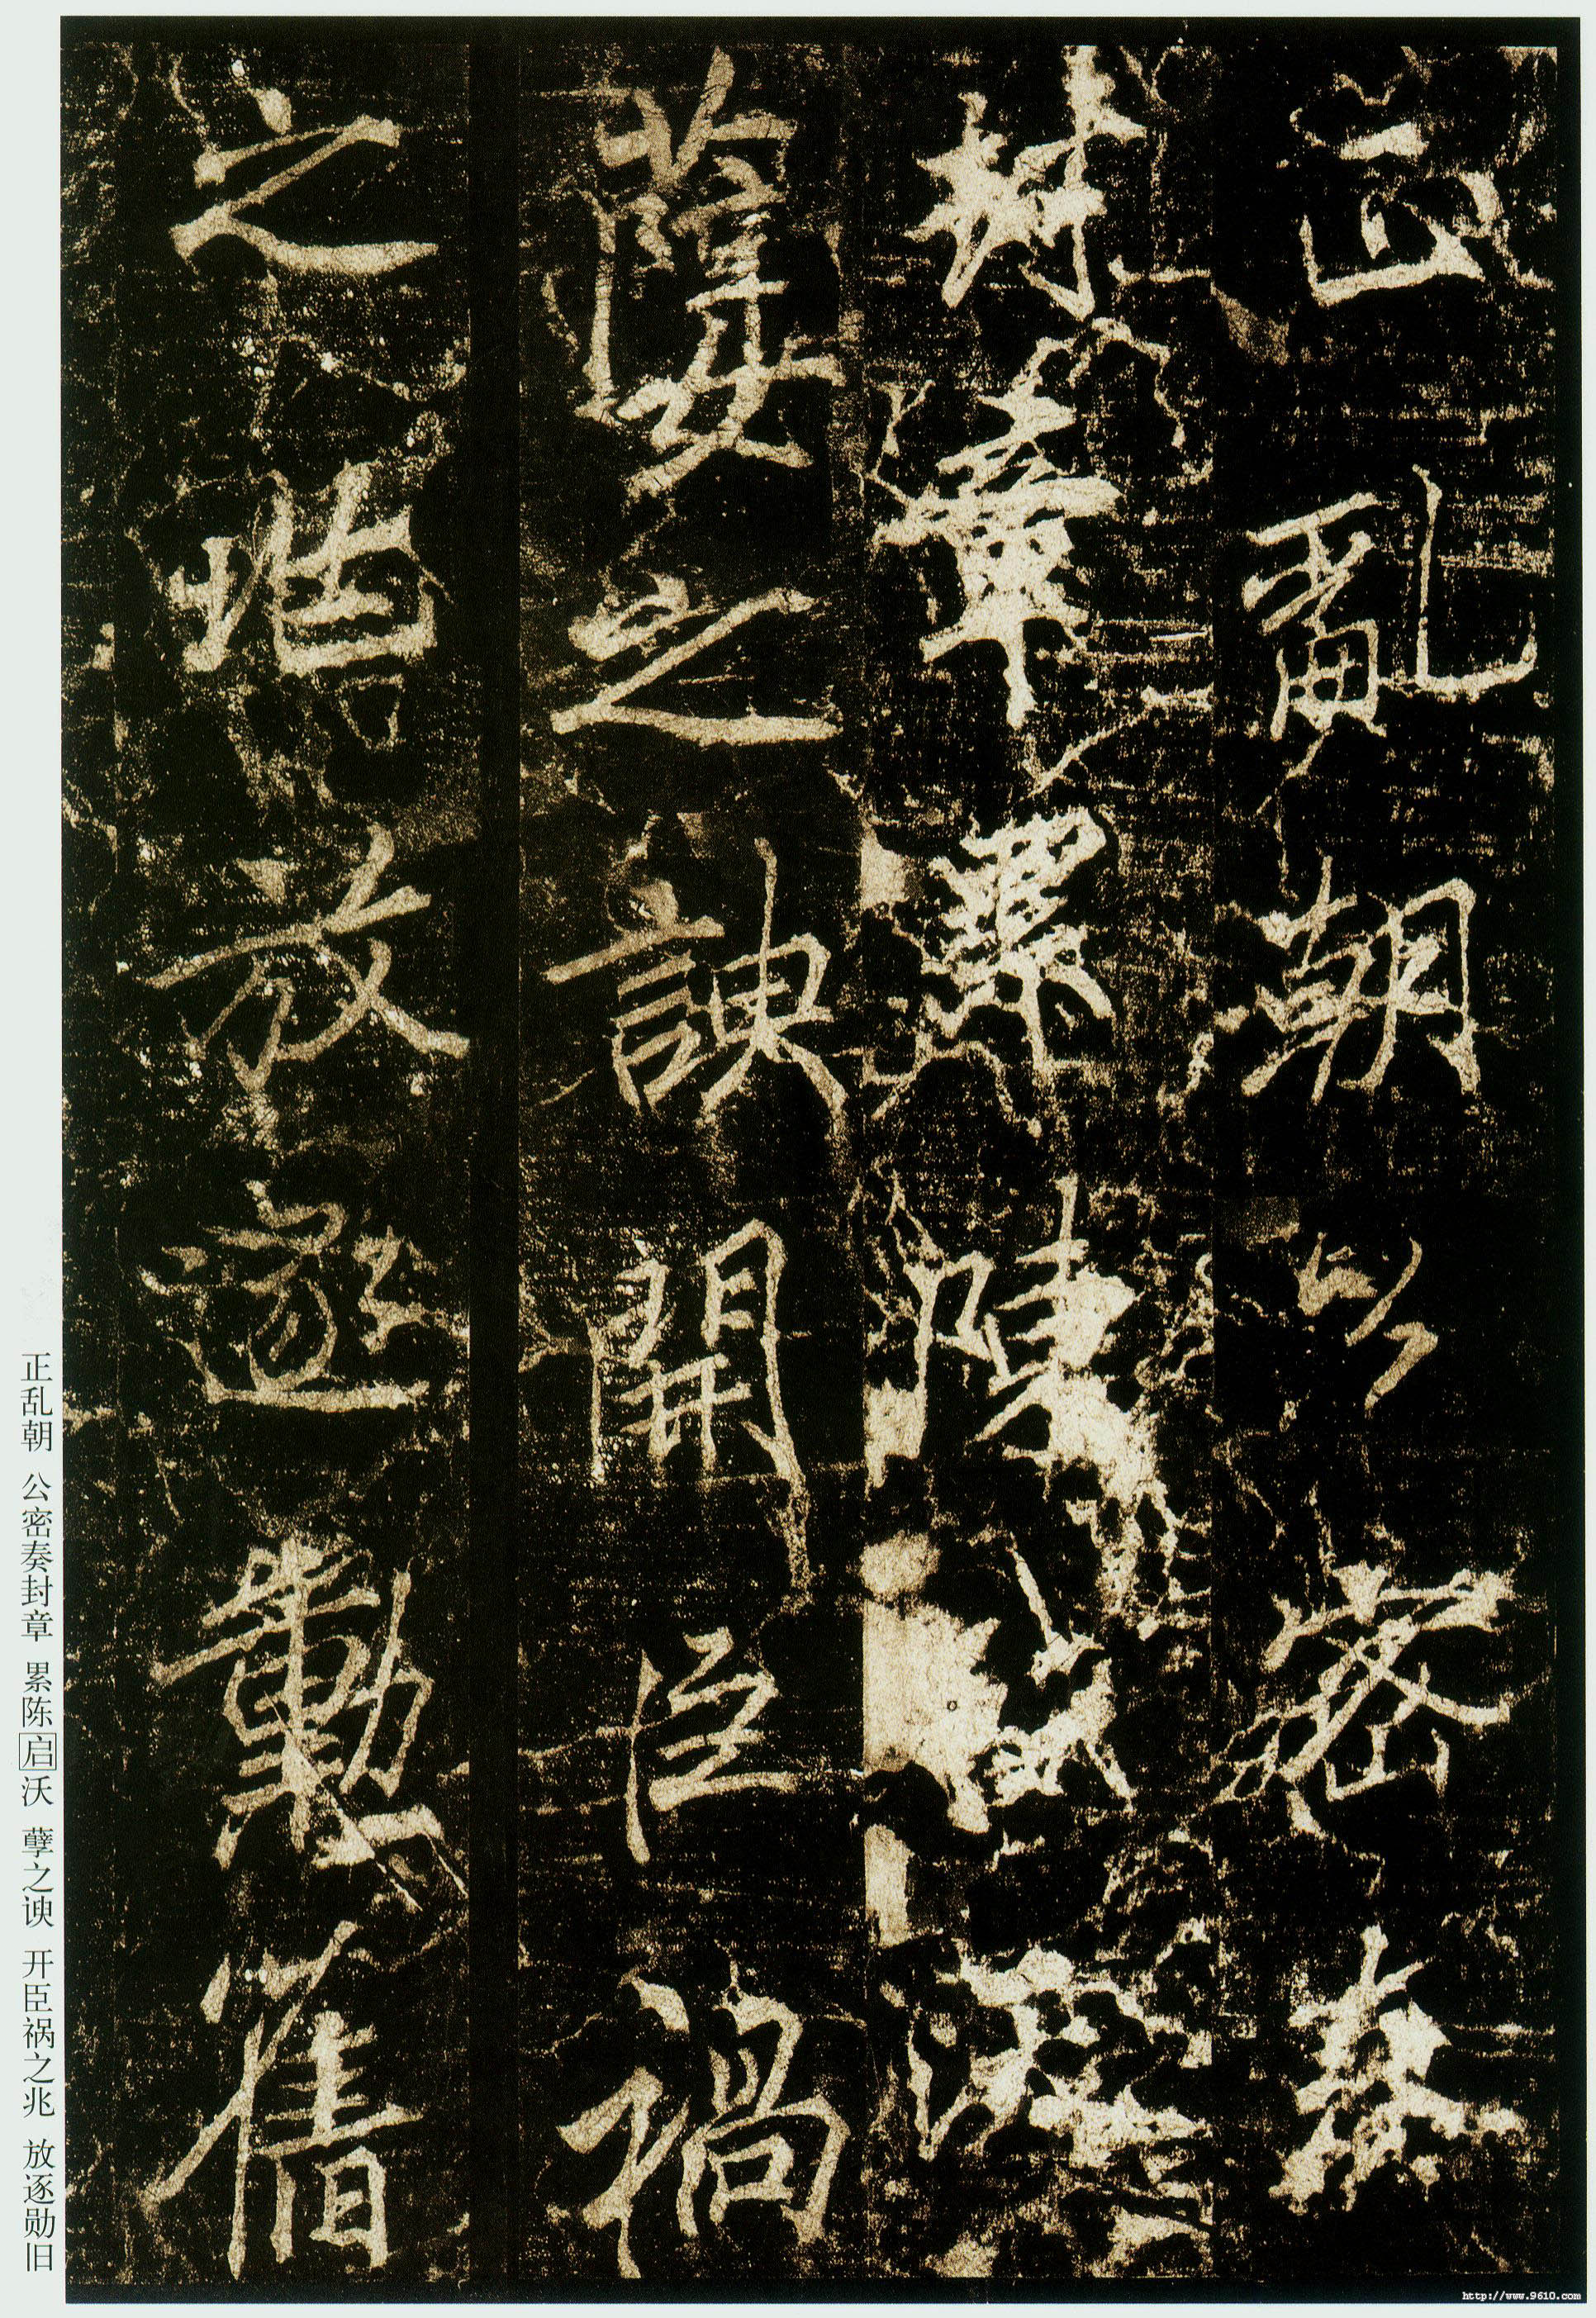 正亂朝公密奏
封章累陳沃
孽之諛開臣禍
之兆放逐勳舊
正乱朝 公密奏封章 累陈启沃 孽之谀 开臣祸之兆 放逐勋旧
http://www.9610.com